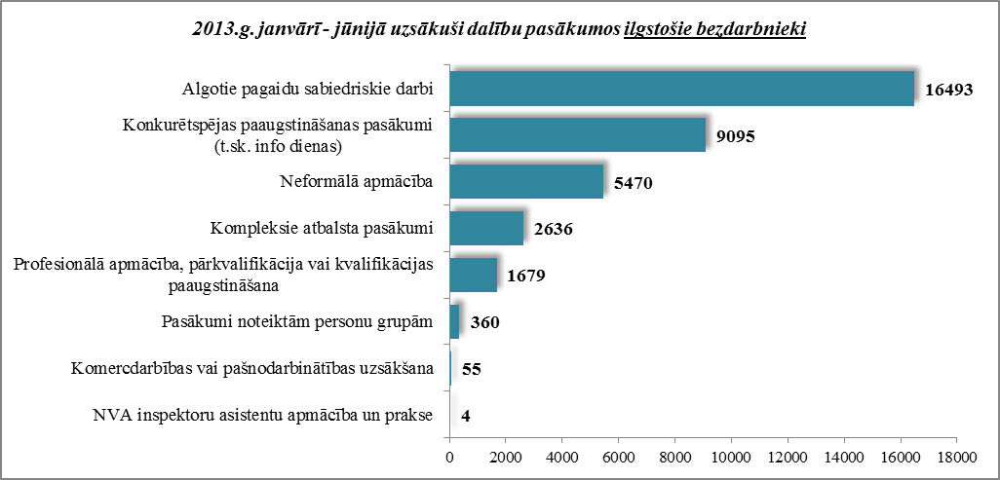 2013.g. janvārī - jūnijā uzsākuši dalību pasākumos ilgstošie bezdarbnieki
Algotie pagaidu sabiedriskie darbi
16493
Konkurētspējas paaugstināšanas pasākumi
(t.sk. info dienas)
9095
Neformālā apmācība
5470
Kompleksie atbalsta pasākumi
2636
Profesionālā apmācība, pārkvalifikācija vai kvalifikācijas
paaugstināšana
1679
Pasākumi noteiktām personu grupām
360
Komercdarbības vai pašnodarbinātības uzsākšana
55
NVA inspektoru asistentu apmācība un prakse
4
0 2000 4000 6000 8000 10000 12000 14000 16000 18000